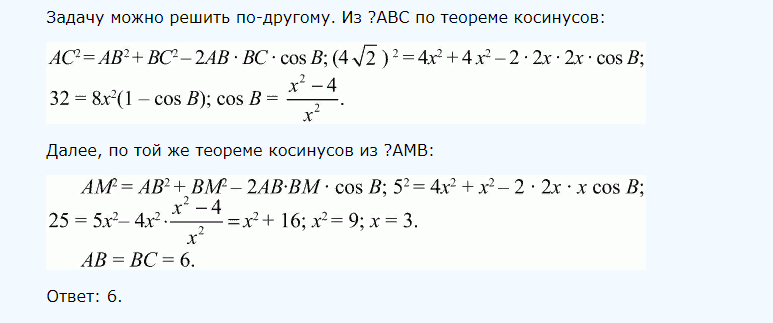 Задачу можно решить по-другому. Из ?ABC по теореме косинусов:
AC² = AB² + BC² – 2AB · BC · cos B; (4√2)² = 4x² + 4x² – 2 · 2x · 2x · cos B;
32 = 8x²(1 – cos B); cos B = (x² – 4)/x².
Далее, по той же теореме косинусов из ?AMB:
AM² = AB² + BM² – 2AB·BM · cos B; 5² = 4x² + x² – 2 · 2x · x cos B;
25 = 5x² – 4x² · (x² – 4)/x² = x² + 16; x² = 9; x = 3.
AB = BC = 6.
Ответ: 6.